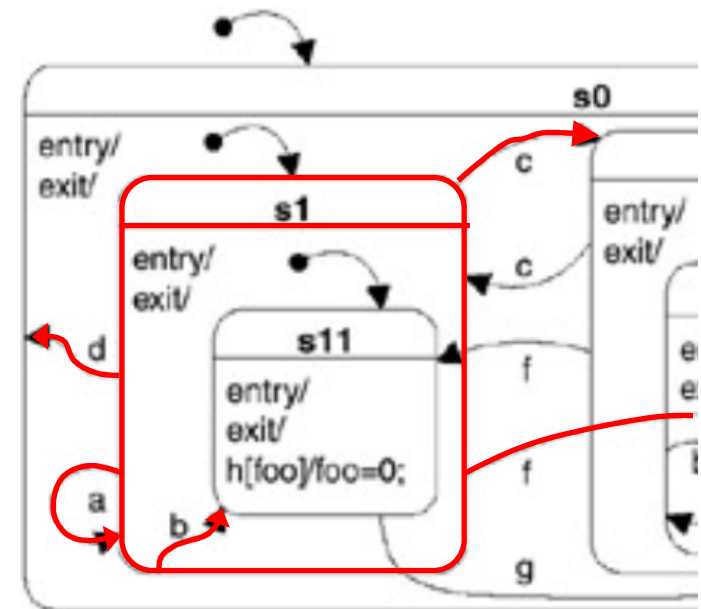 s0
entry/
exit/
s1
entry/
exit/
s11
entry/
exit/
h[foo]/foo=0;
a
b
d
c
c
f
f
g
entry/
exit/